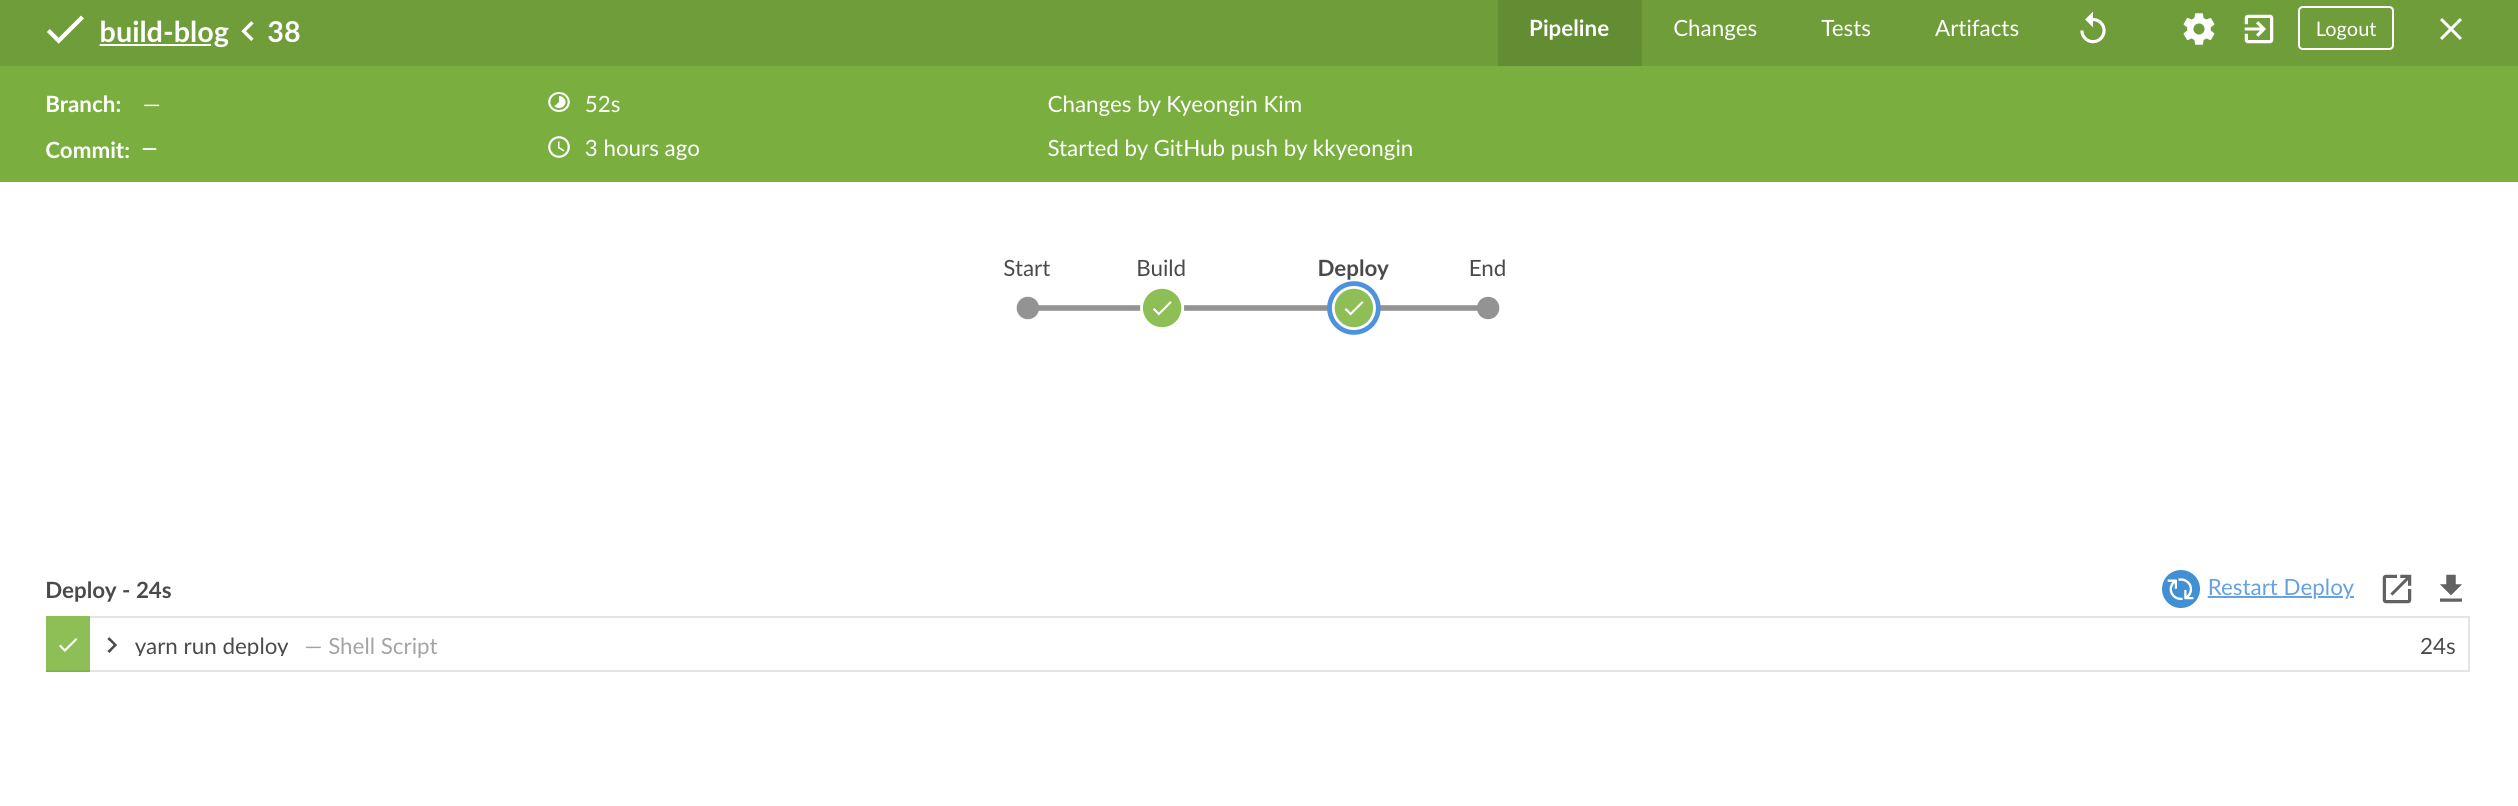 build-blog < 38
Pipeline
Changes
Tests
Artifacts
Logout
Branch: —
52s
Changes by Kyeongin Kim
Commit: —
3 hours ago
Started by GitHub push by kkyeongin
Start
Build
Deploy
End
Deploy - 24s
Restart Deploy
yarn run deploy — Shell Script
24s